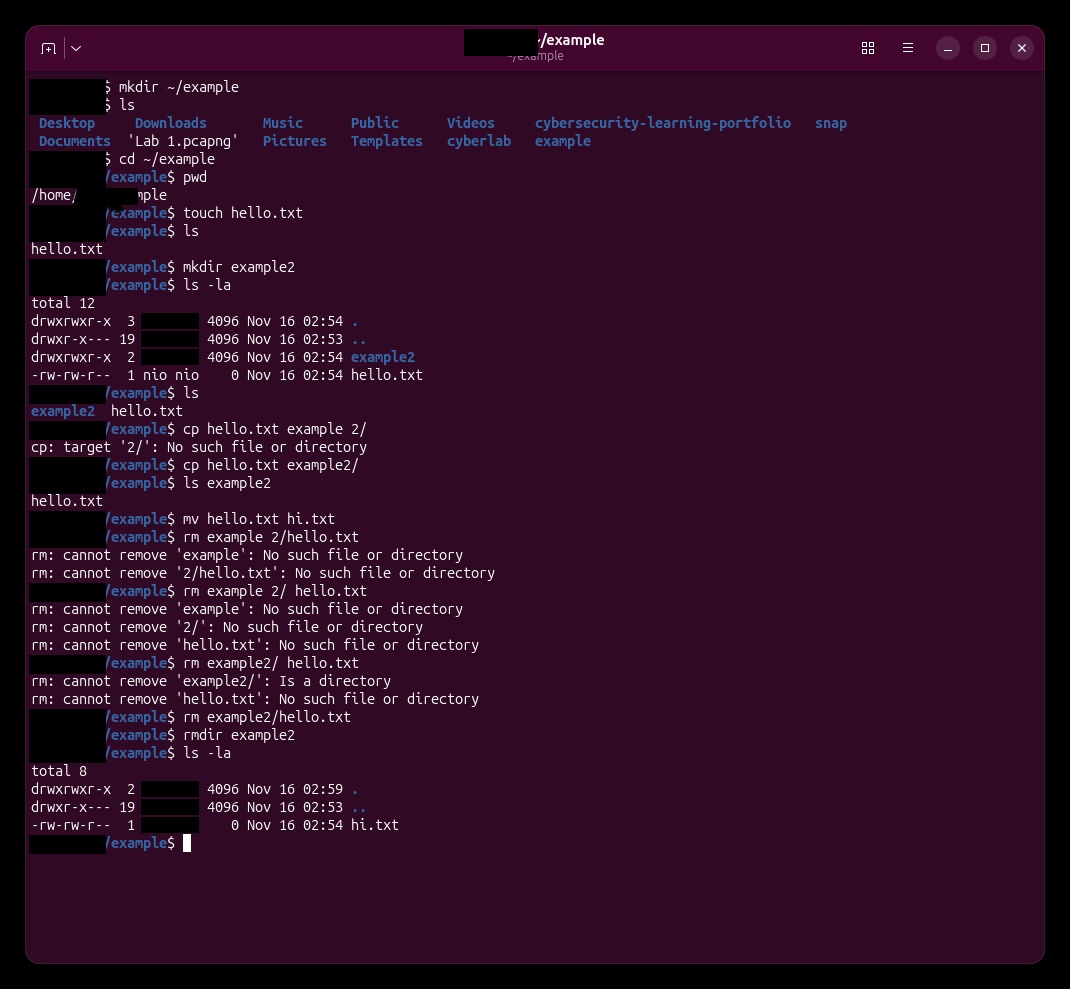 ~/example
~/example
$ mkdir ~/example
$ ls
Desktop Downloads Music Public Videos cybersecurity-learning-portfolio snap
Documents 'Lab 1.pcapng' Pictures Templates cyberlab example
$ cd ~/example
/example$ pwd
/home/ mple
/example$ touch hello.txt
/example$ ls
hello.txt
/example$ mkdir example2
/example$ ls -la
total 12
drwxrwxr-x 3 4096 Nov 16 02:54 .
drwxr-x--- 19 4096 Nov 16 02:53 ..
drwxrwxr-x 2 4096 Nov 16 02:54 example2
-rw-rw-r-- 1 nio nio 0 Nov 16 02:54 hello.txt
/example$ ls
example2 hello.txt
/example$ cp hello.txt example 2/
cp: target '2/': No such file or directory
/example$ cp hello.txt example2/
/example$ ls example2
hello.txt
/example$ mv hello.txt hi.txt
/example$ rm example 2/hello.txt
rm: cannot remove 'example': No such file or directory
rm: cannot remove '2/hello.txt': No such file or directory
/example$ rm example 2/ hello.txt
rm: cannot remove 'example': No such file or directory
rm: cannot remove '2/': No such file or directory
rm: cannot remove 'hello.txt': No such file or directory
/example$ rm example2/ hello.txt
rm: cannot remove 'example2/': Is a directory
rm: cannot remove 'hello.txt': No such file or directory
/example$ rm example2/hello.txt
/example$ rmdir example2
/example$ ls -la
total 8
drwxrwxr-x 2 4096 Nov 16 02:59 .
drwxr-x--- 19 4096 Nov 16 02:53 ..
-rw-rw-r-- 1 0 Nov 16 02:54 hi.txt
/example$